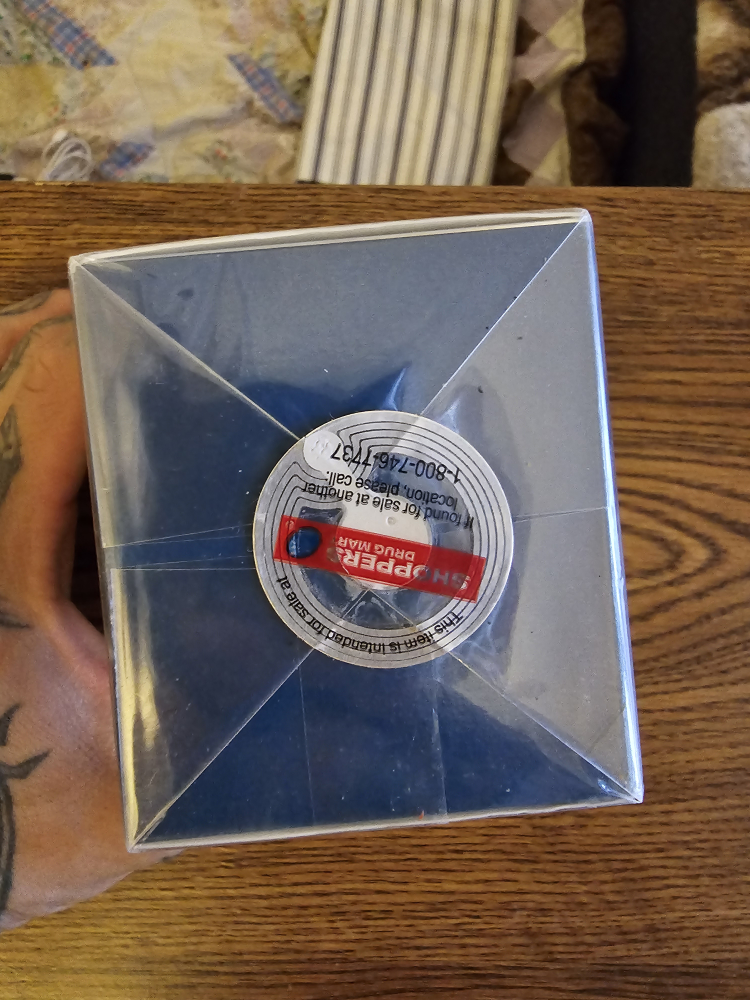 This item is intended for sale at
SHOPPERS
DRUG MAR
If found for sale at another
location, please call.
1-800-746-7737